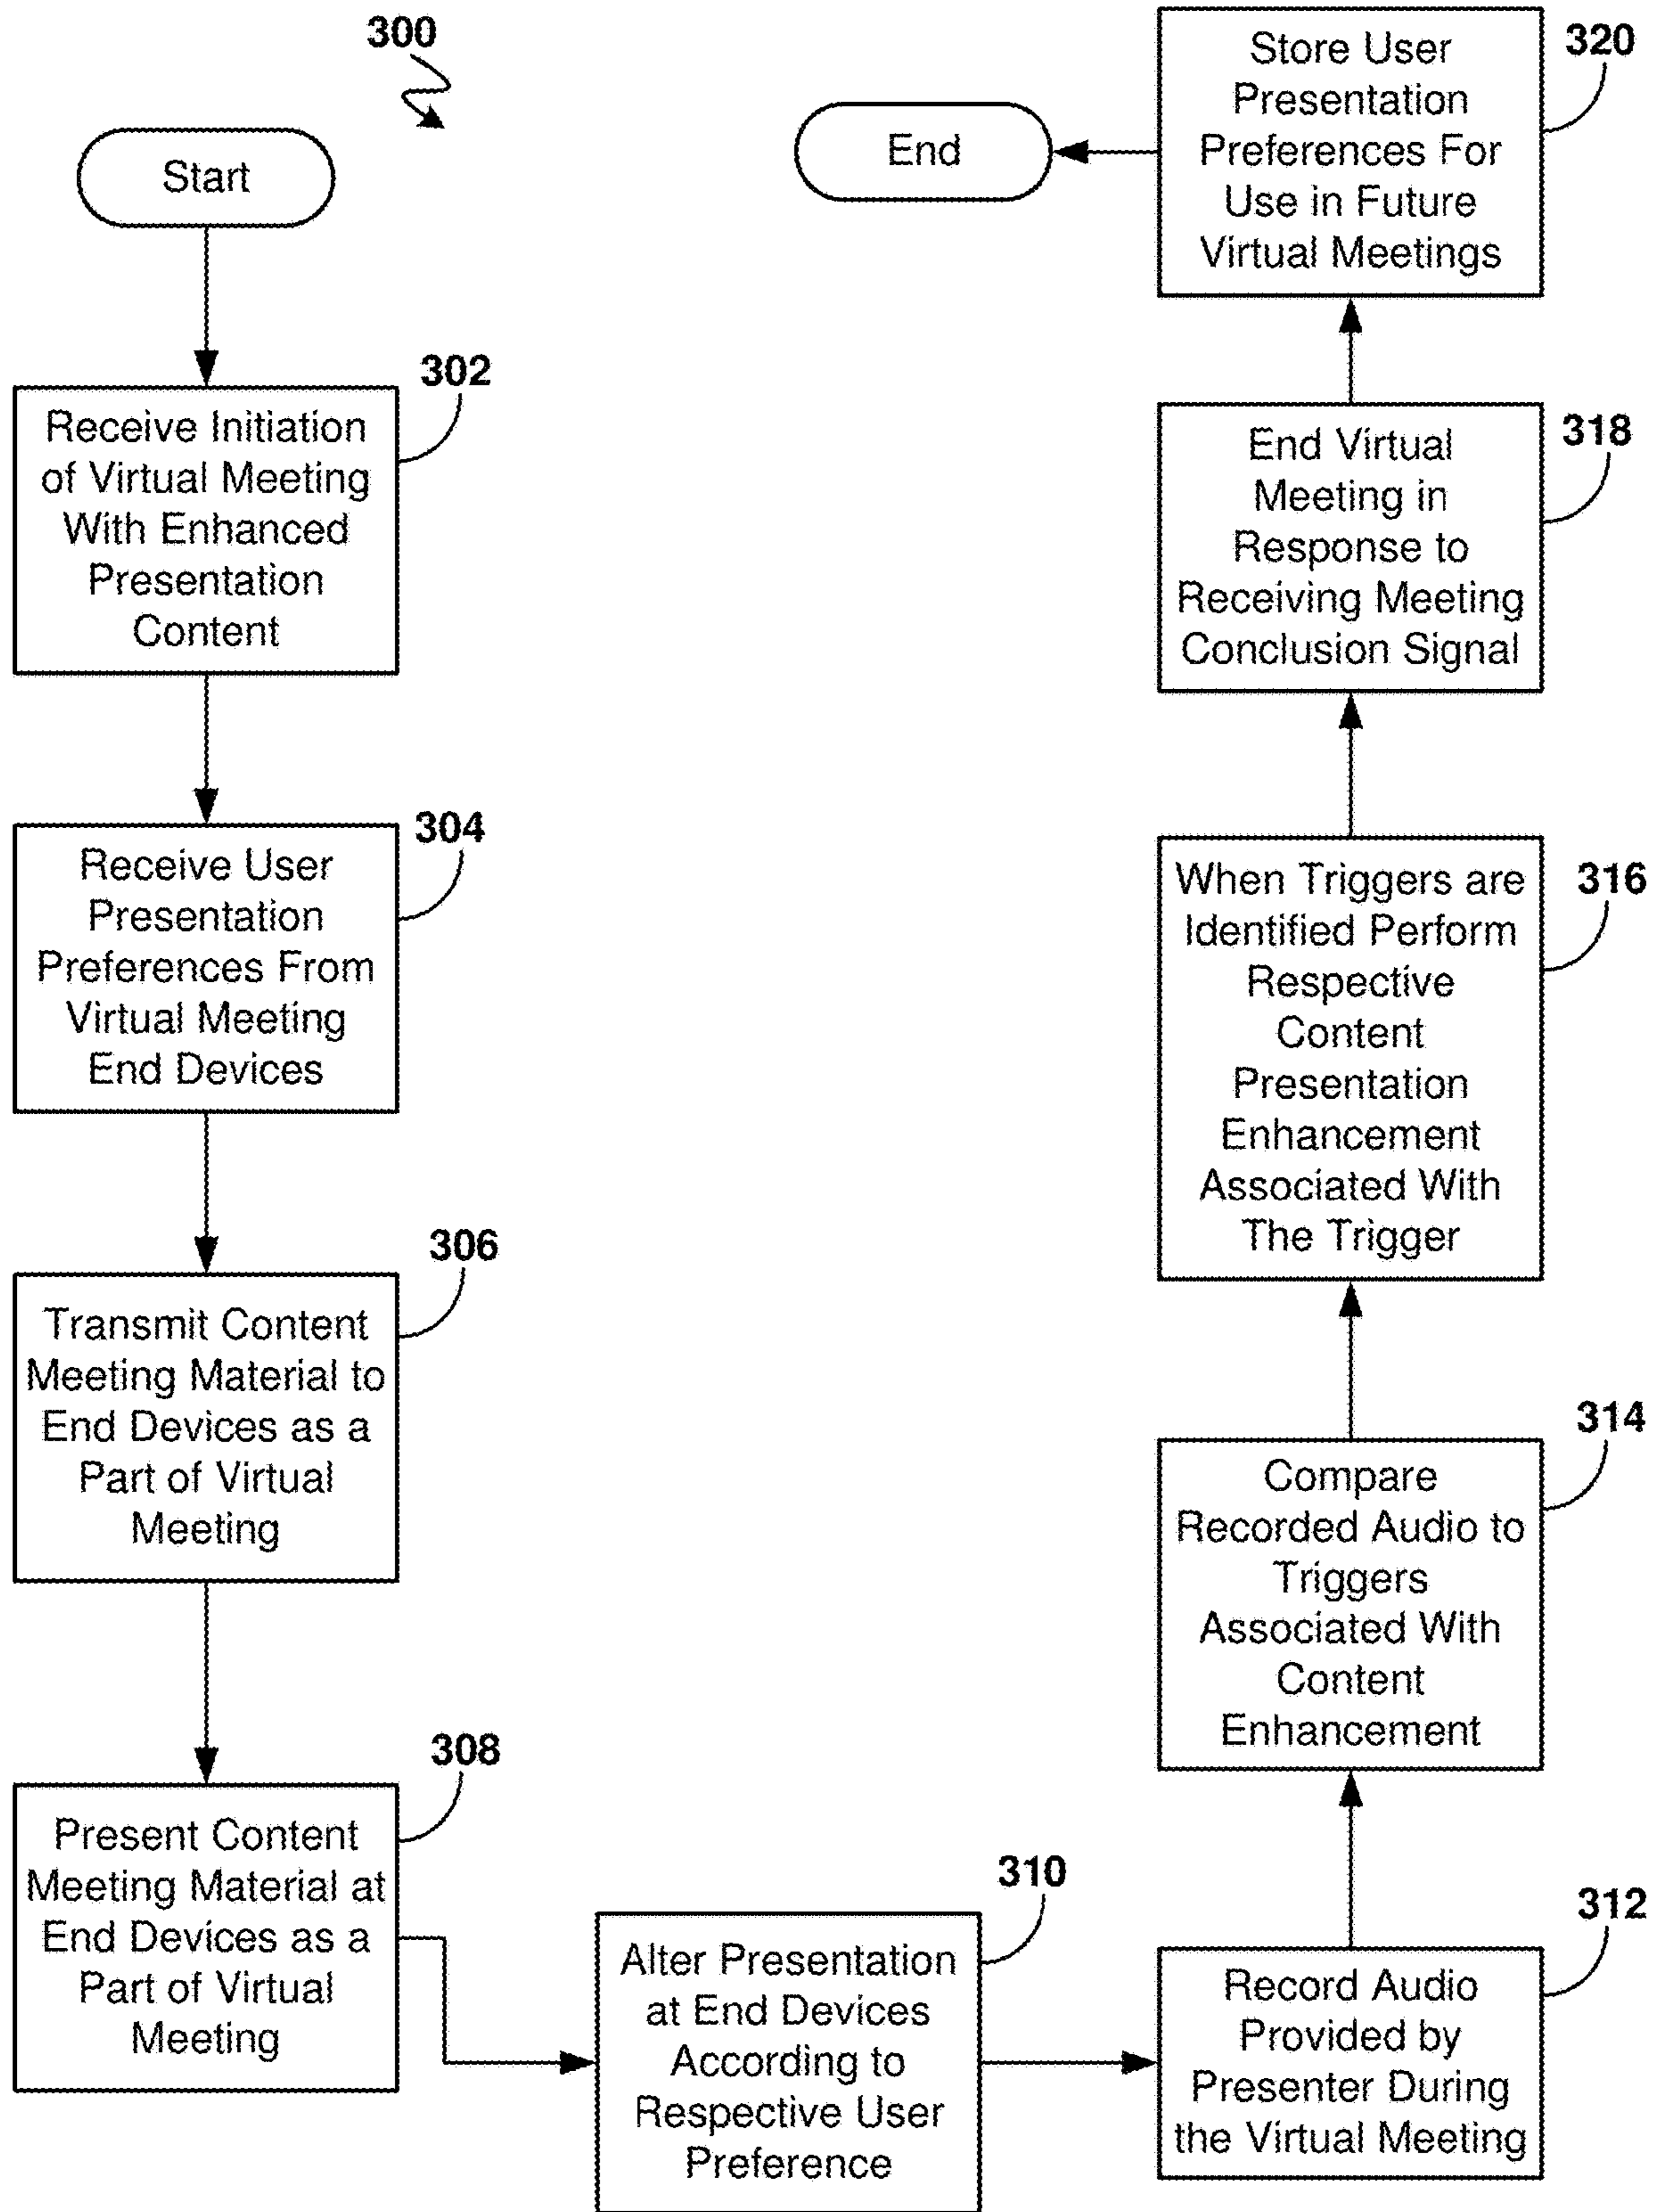 300
Start
302
Receive Initiation
of Virtual Meeting
With Enhanced
Presentation
Content
304
Receive User
Presentation
Preferences From
Virtual Meeting
End Devices
306
Transmit Content
Meeting Material to
End Devices as a
Part of Virtual
Meeting
308
Present Content
Meeting Material at
End Devices as a
Part of Virtual
Meeting
310
Alter Presentation
at End Devices
According to
Respective User
Preference
312
Record Audio
Provided by
Presenter During
the Virtual Meeting
314
Compare
Recorded Audio to
Triggers
Associated With
Content
Enhancement
316
When Triggers are
Identified Perform
Respective
Content
Presentation
Enhancement
Associated With
The Trigger
318
End Virtual
Meeting in
Response to
Receiving Meeting
Conclusion Signal
320
Store User
Presentation
Preferences For
Use in Future
Virtual Meetings
End